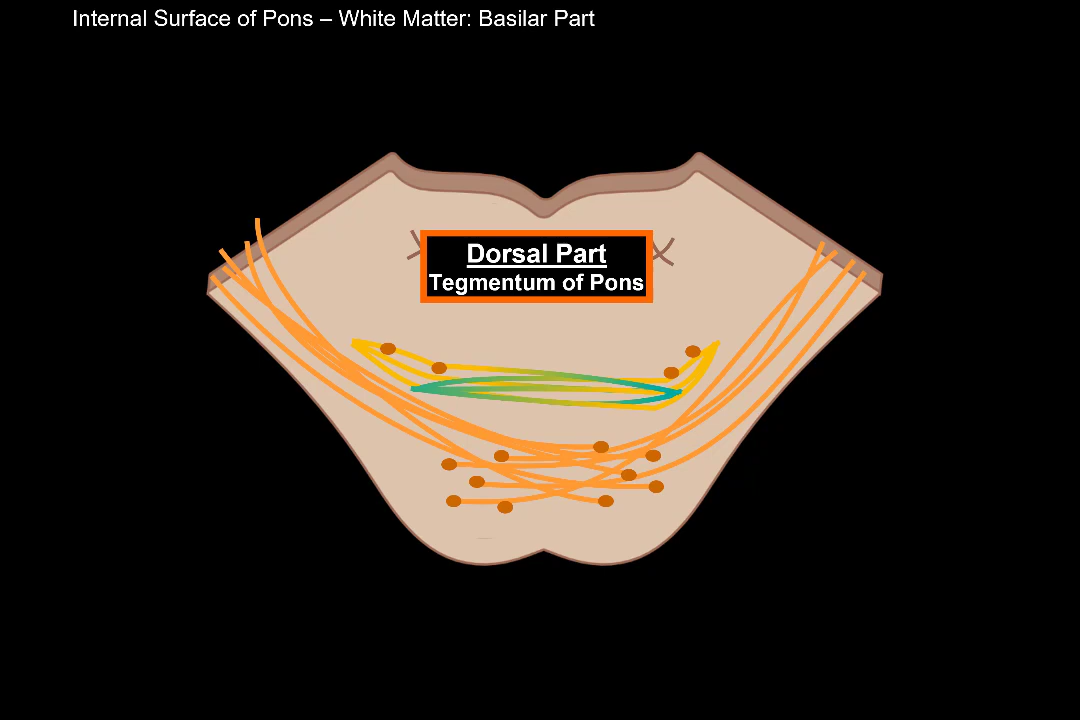 Internal Surface of Pons – White Matter: Basilar Part
Dorsal Part
Tegmentum of Pons